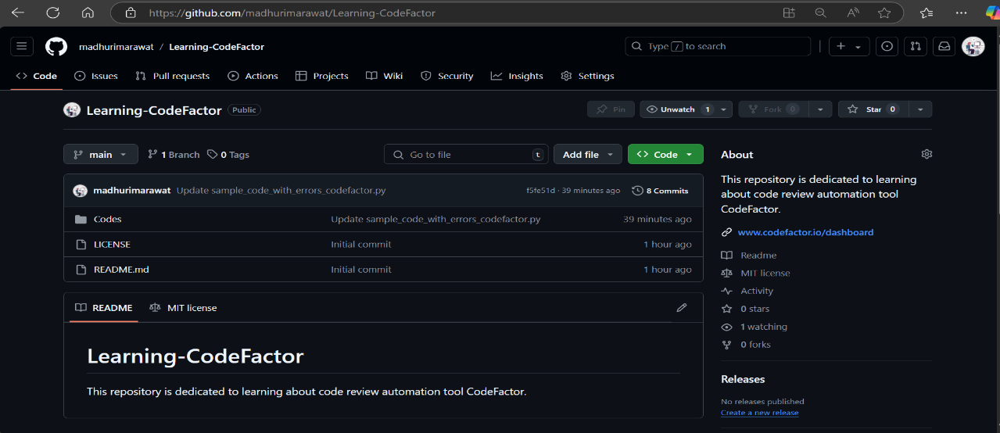 https://github.com/madhurimarawat/Learning-CodeFactor
madhurimarawat / Learning-CodeFactor
Type / to search
Code Issues Pull requests Actions Projects Wiki Security Insights Settings
Learning-CodeFactor Public
Pin Unwatch 1 Fork 0 Star 0
main 1 Branch 0 Tags Go to file t Add file Code
madhurimarawat Update sample_code_with_errors_codefactor.py f5fe51d · 39 minutes ago 8 Commits
Codes Update sample_code_with_errors_codefactor.py 39 minutes ago
LICENSE Initial commit 1 hour ago
README.md Initial commit 1 hour ago
README MIT license
Learning-CodeFactor
This repository is dedicated to learning about code review automation tool CodeFactor.
About
This repository is dedicated to learning
about code review automation tool
CodeFactor.
www.codefactor.io/dashboard
Readme
MIT license
Activity
0 stars
1 watching
0 forks
Releases
No releases published
Create a new release